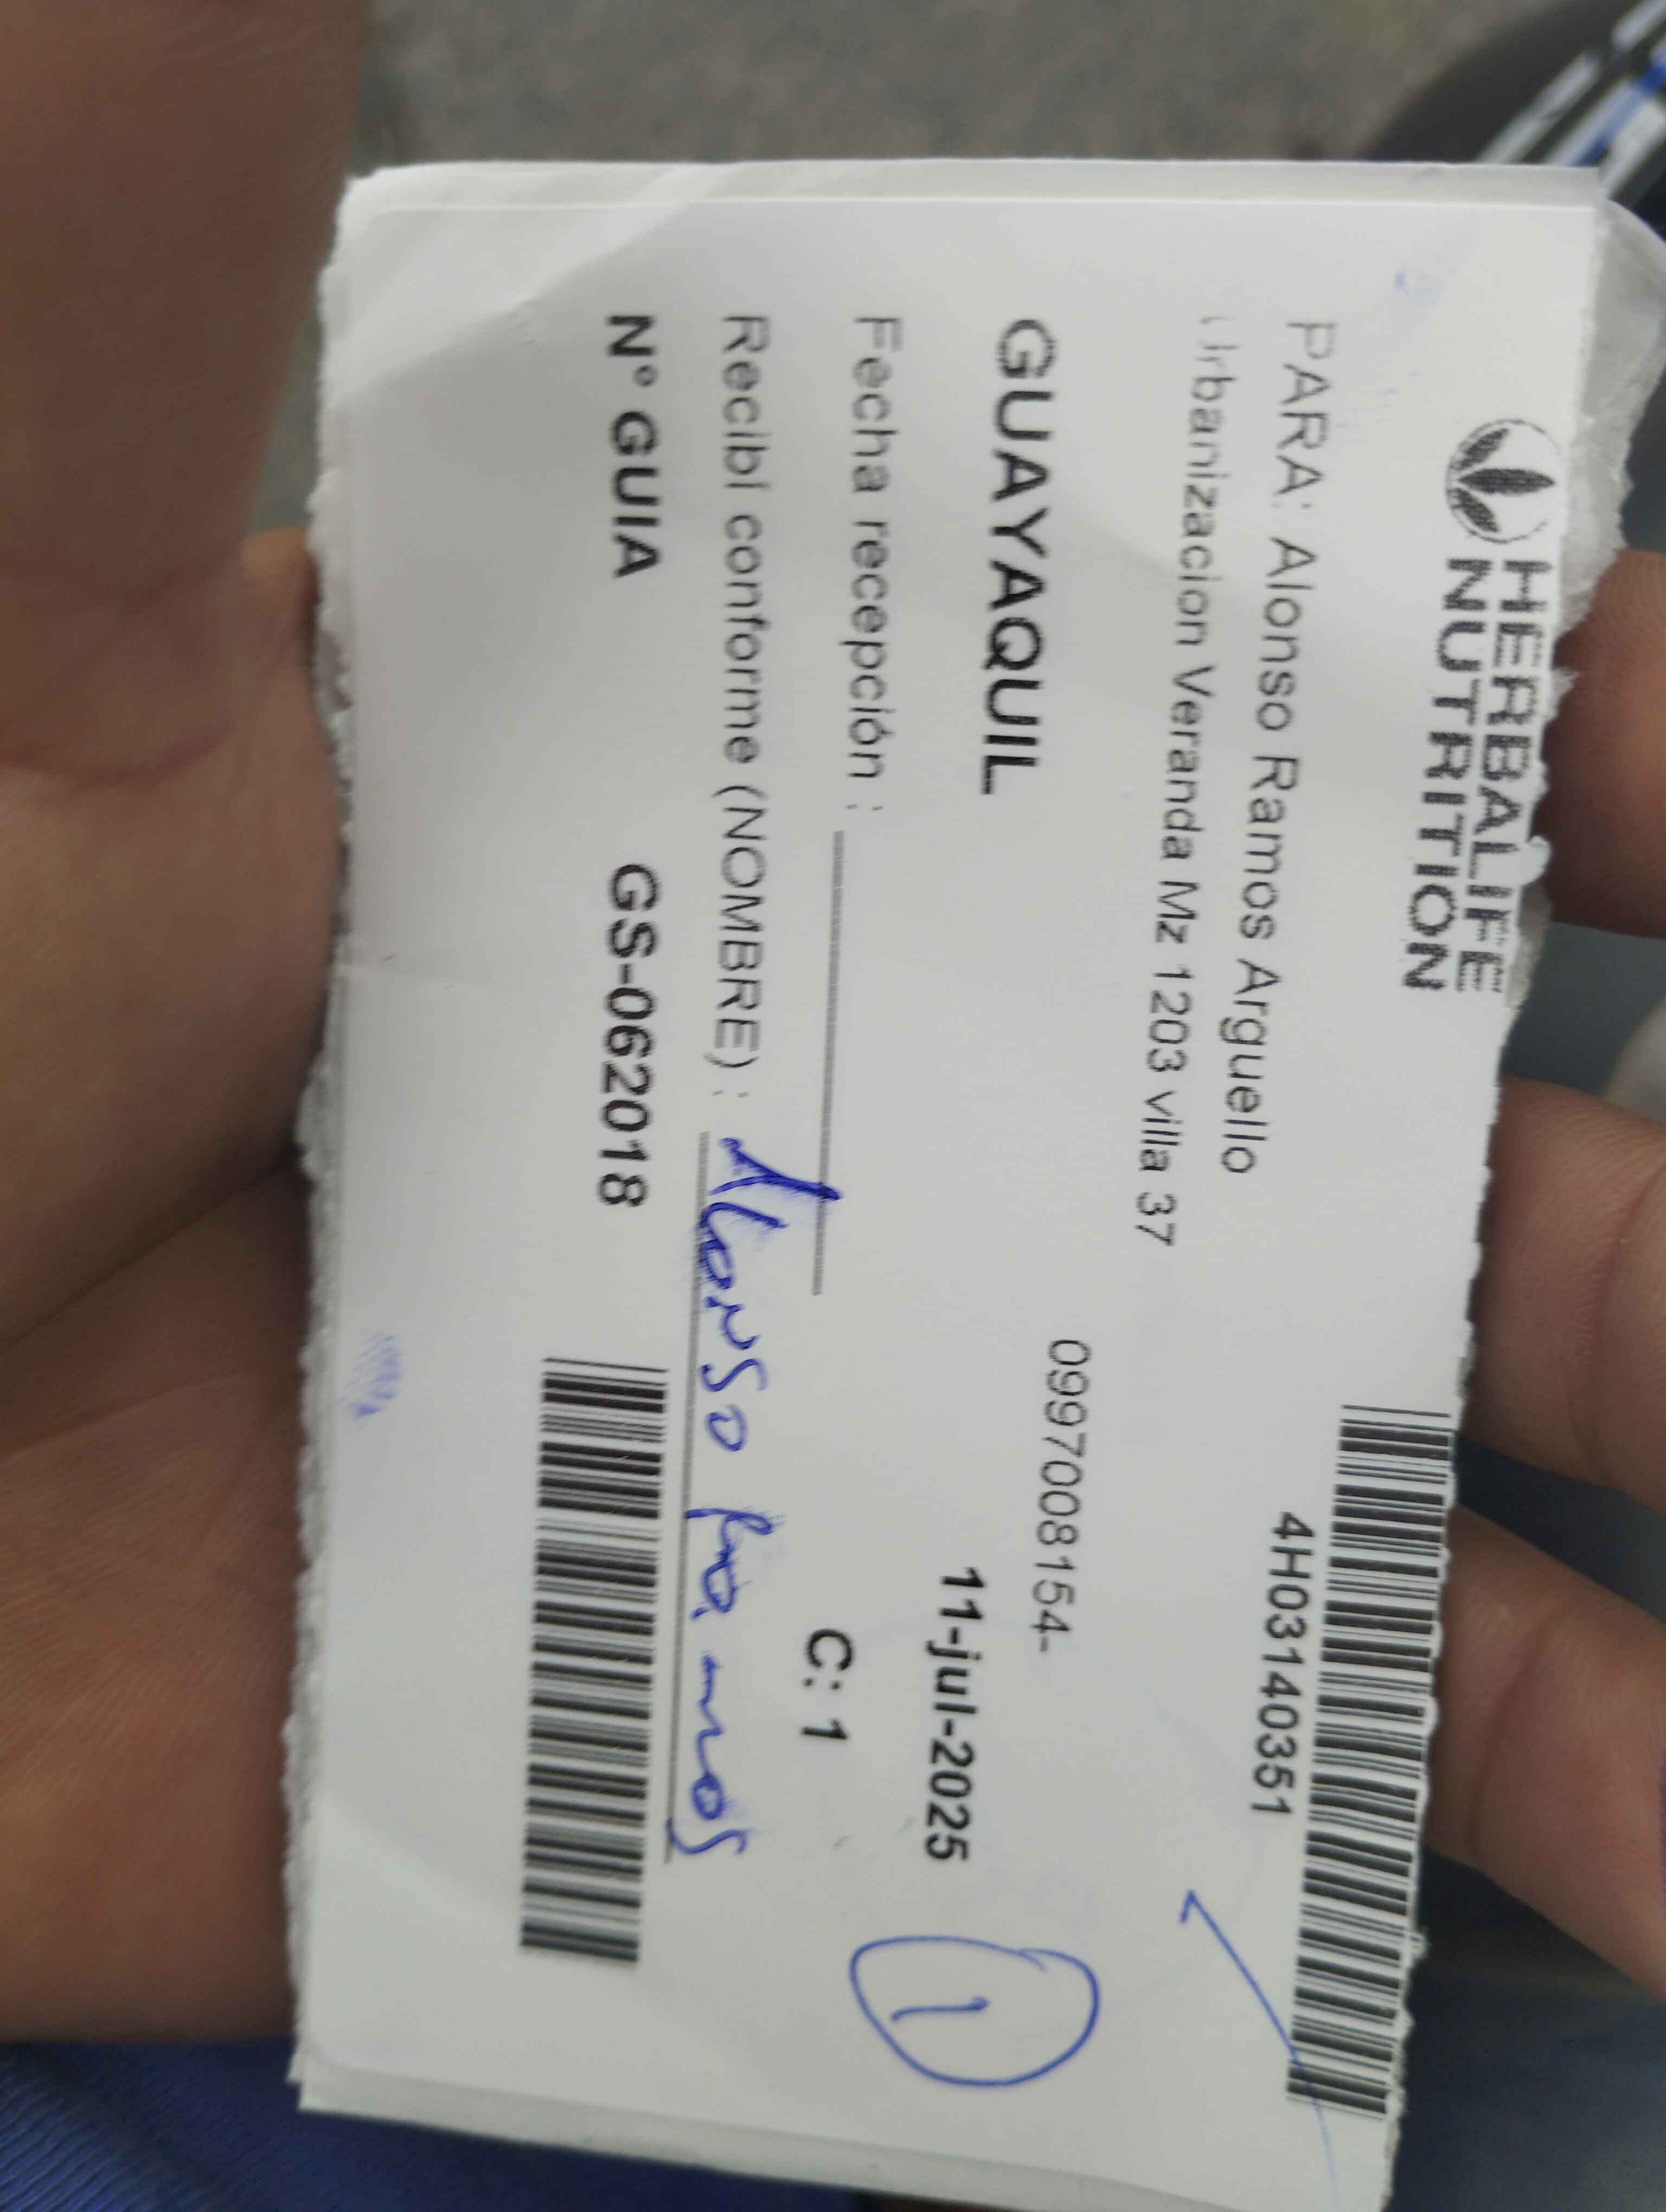 HERBALIFE
NUTRITION
4H03140351
PARA: Alonso Ramos Arguello
Urbanizacion Veranda Mz 1203 villa 37
0997008154-
GUAYAQUIL
11-jul-2025
1
Fecha recepción :
C: 1
Recibí conforme (NOMBRE) : Alonso Ramos
N° GUIA GS-062018